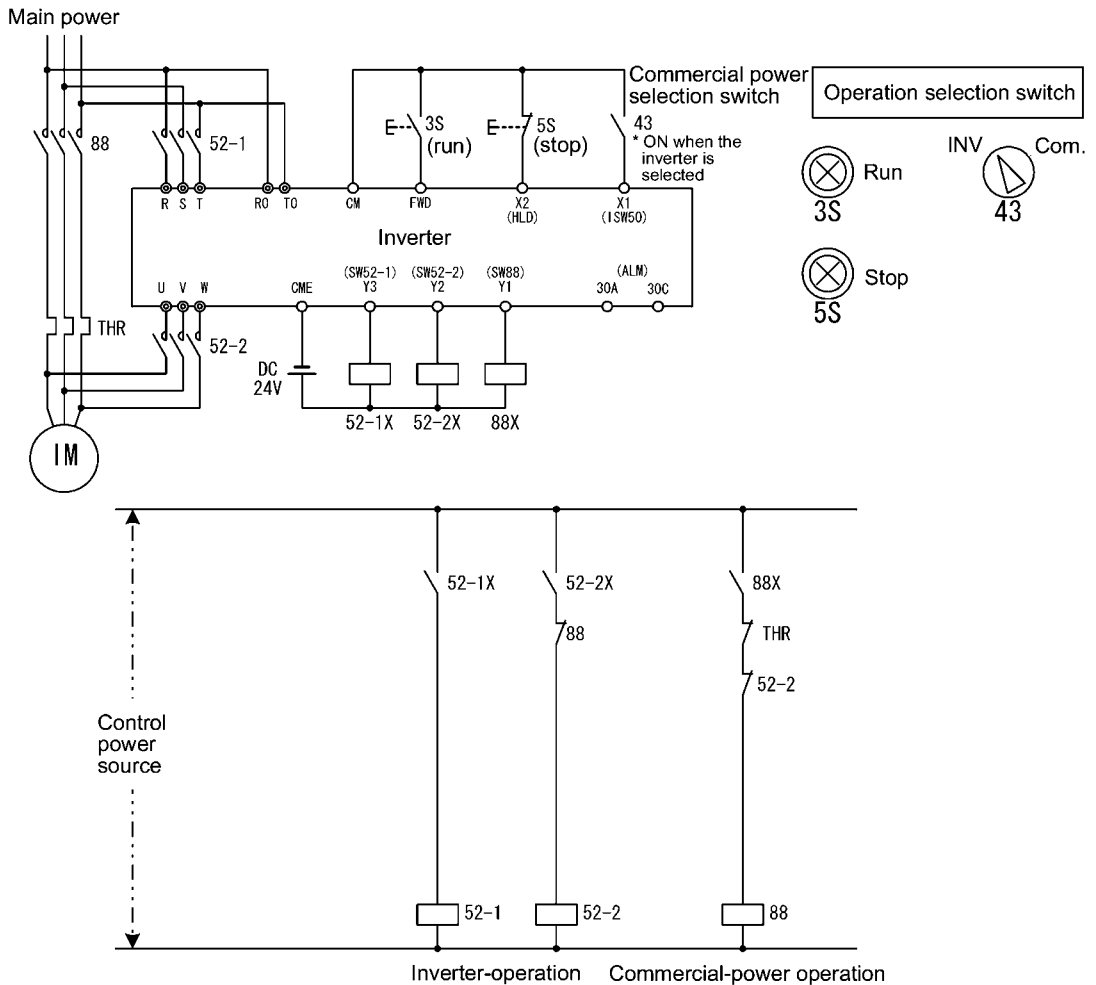 Main power
88
52-1
3S
(run)
5S
(stop)
Commercial power
selection switch
43
* ON when the
inverter is
selected
Operation selection switch
Run
3S
INV
Com.
43
Stop
5S
R S T
R0 T0
CM
FWD
X2
(HLD)
X1
(ISW50)
Inverter
U V W
CME
(SW52-1)
Y3
(SW52-2)
Y2
(SW88)
Y1
(ALM)
30A
30C
THR
52-2
DC
24V
52-1X
52-2X
88X
IM
52-1X
52-2X
88X
88
THR
52-2
Control
power
source
52-1
52-2
88
Inverter-operation
Commercial-power operation